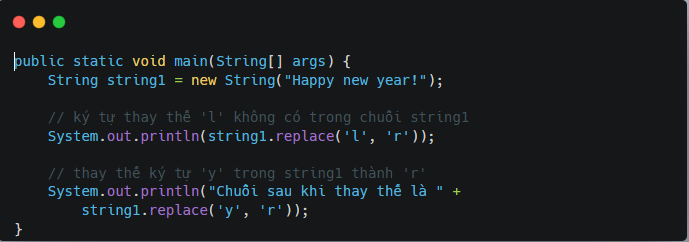 public static void main(String[] args) {
    String string1 = new String("Happy new year!");
    // ký tự thay thế 'l' không có trong chuỗi string1
    System.out.println(string1.replace('l', 'r'));
    // thay thế ký tự 'y' trong string1 thành 'r'
    System.out.println("Chuỗi sau khi thay thế là " +
        string1.replace('y', 'r'));
}